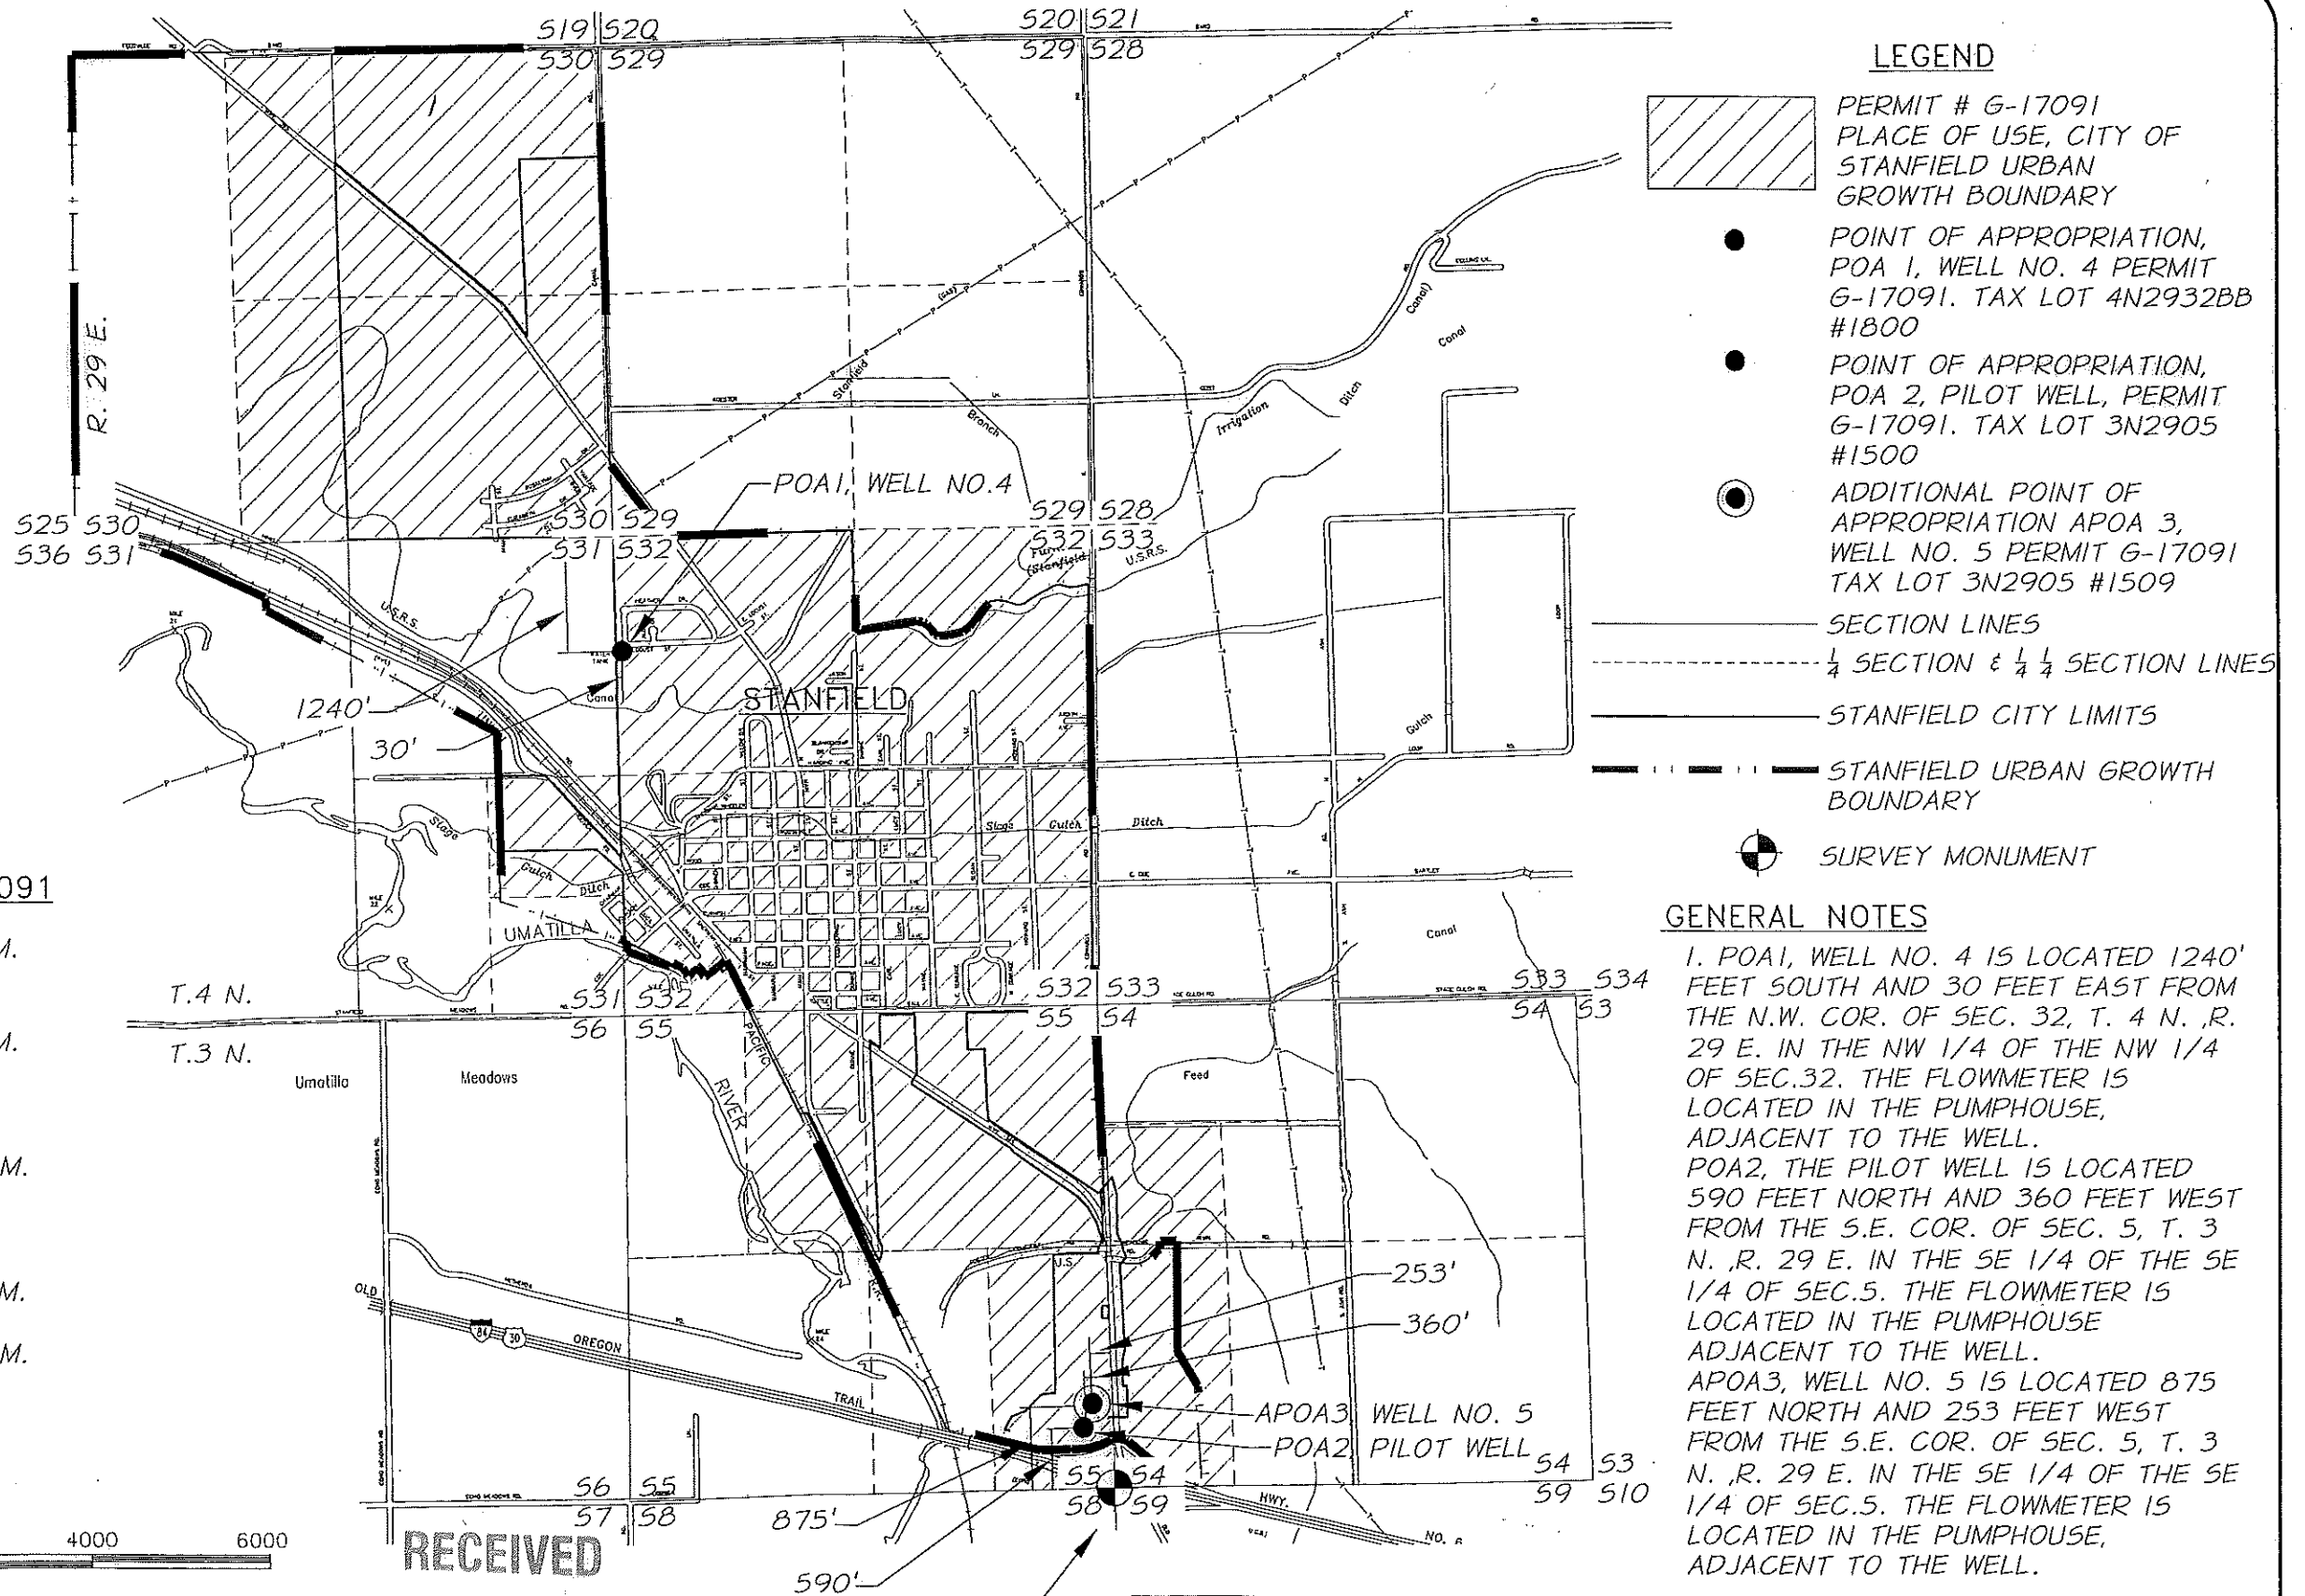 S19 S20
S30 S29
S20 S21
S29 S28
R. 29 E.
S25 S30
S36 S31
S30 S29
S31 S32
S29 S28
S32 S33
POA1, WELL NO.4
(GAS)
Stanfield
Branch
Irrigation
Ditch
Canal)
Canal
(Stanfield
U.S.R.S.
U.S.R.S.
Canal
1240'
30'
STANFIELD
Stage
Gulch
Ditch
Stage Gulch Ditch
Gulch
Canal
UMATILLA
091
M.
M.
M.
M.
M.
T.4 N.
T.3 N.
S31 S32
S6 S5
S32 S33
S5 S4
S33 S34
S4 S3
Umatilla Meadows
PACIFIC
RIVER
Feed
U.S.
R.R.
OLD
84
30
OREGON
TRAIL
253'
360'
APOA3, WELL NO. 5
POA2, PILOT WELL
S6 S5
S7 S8
S5 S4
S8 S9
S4 S3
S9 S10
HWY.
NO.
875'
590'
4000 6000
RECEIVED
LEGEND
PERMIT # G-17091
PLACE OF USE, CITY OF
STANFIELD URBAN
GROWTH BOUNDARY
POINT OF APPROPRIATION,
POA 1, WELL NO. 4 PERMIT
G-17091. TAX LOT 4N2932BB
#1800
POINT OF APPROPRIATION,
POA 2, PILOT WELL, PERMIT
G-17091. TAX LOT 3N2905
#1500
ADDITIONAL POINT OF
APPROPRIATION APOA 3,
WELL NO. 5 PERMIT G-17091
TAX LOT 3N2905 #1509
SECTION LINES
1/4 SECTION & 1/4 1/4 SECTION LINES
STANFIELD CITY LIMITS
STANFIELD URBAN GROWTH
BOUNDARY
SURVEY MONUMENT
GENERAL NOTES
1. POA1, WELL NO. 4 IS LOCATED 1240'
FEET SOUTH AND 30 FEET EAST FROM
THE N.W. COR. OF SEC. 32, T. 4 N. ,R.
29 E. IN THE NW 1/4 OF THE NW 1/4
OF SEC.32. THE FLOWMETER IS
LOCATED IN THE PUMPHOUSE,
ADJACENT TO THE WELL.
POA2, THE PILOT WELL IS LOCATED
590 FEET NORTH AND 360 FEET WEST
FROM THE S.E. COR. OF SEC. 5, T. 3
N. ,R. 29 E. IN THE SE 1/4 OF THE SE
1/4 OF SEC.5. THE FLOWMETER IS
LOCATED IN THE PUMPHOUSE
ADJACENT TO THE WELL.
APOA3, WELL NO. 5 IS LOCATED 875
FEET NORTH AND 253 FEET WEST
FROM THE S.E. COR. OF SEC. 5, T. 3
N. ,R. 29 E. IN THE SE 1/4 OF THE SE
1/4 OF SEC.5. THE FLOWMETER IS
LOCATED IN THE PUMPHOUSE,
ADJACENT TO THE WELL.